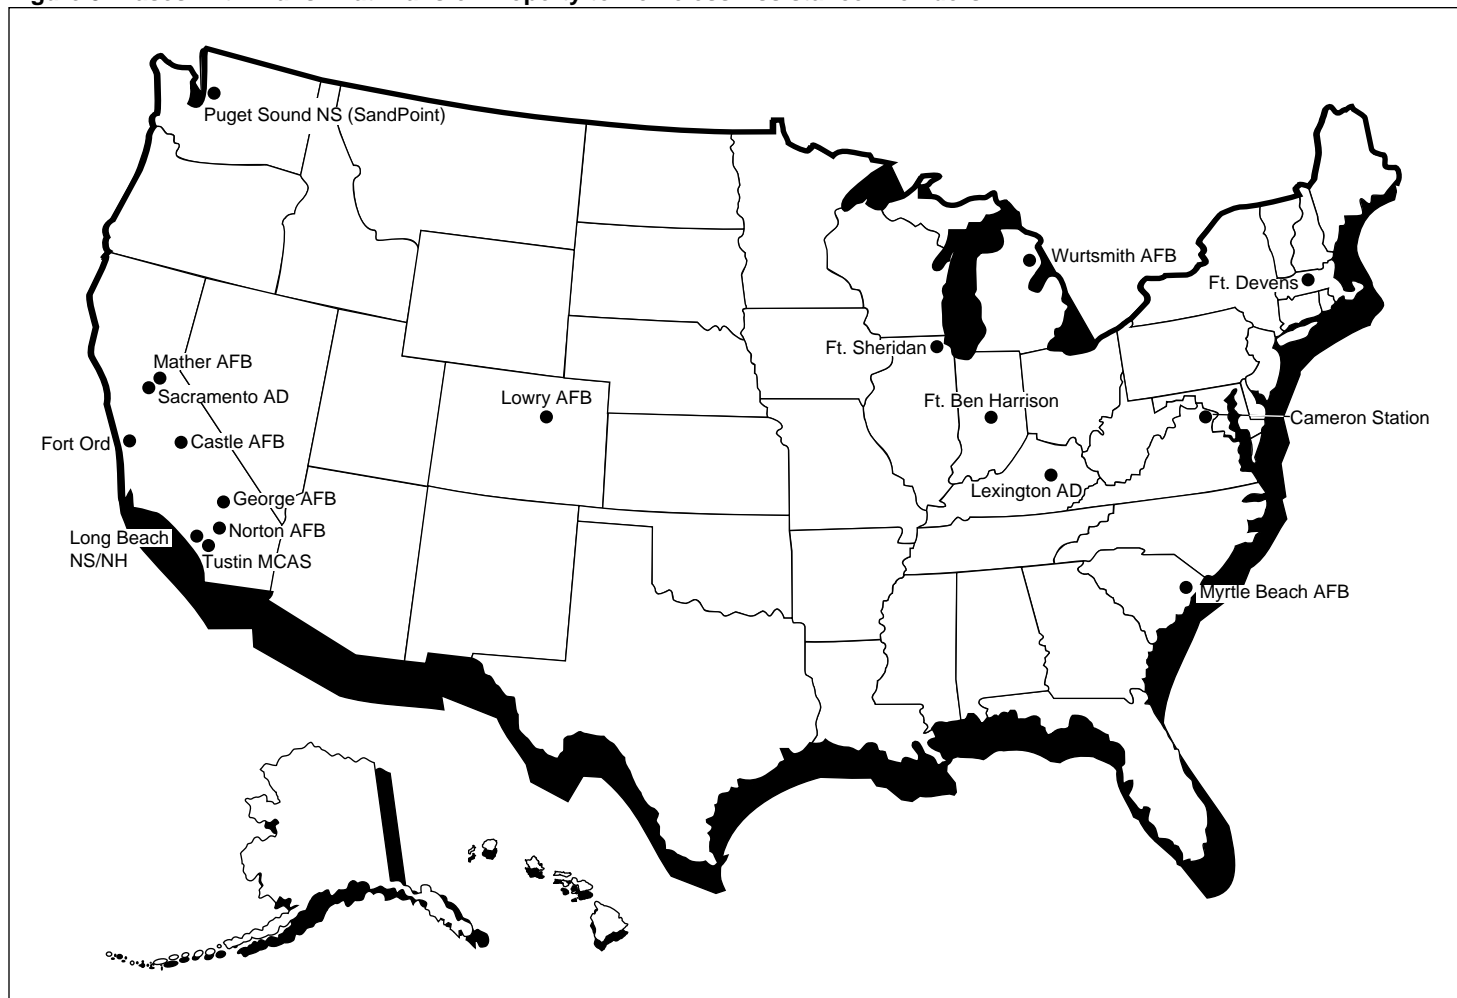 Puget Sound NS (SandPoint)
Wurtsmith AFB
Ft. Devens
Ft. Sheridan
Mather AFB
Sacramento AD
Lowry AFB
Ft. Ben Harrison
Cameron Station
Fort Ord
Castle AFB
Lexington AD
George AFB
Norton AFB
Long Beach
NS/NH
Tustin MCAS
Myrtle Beach AFB